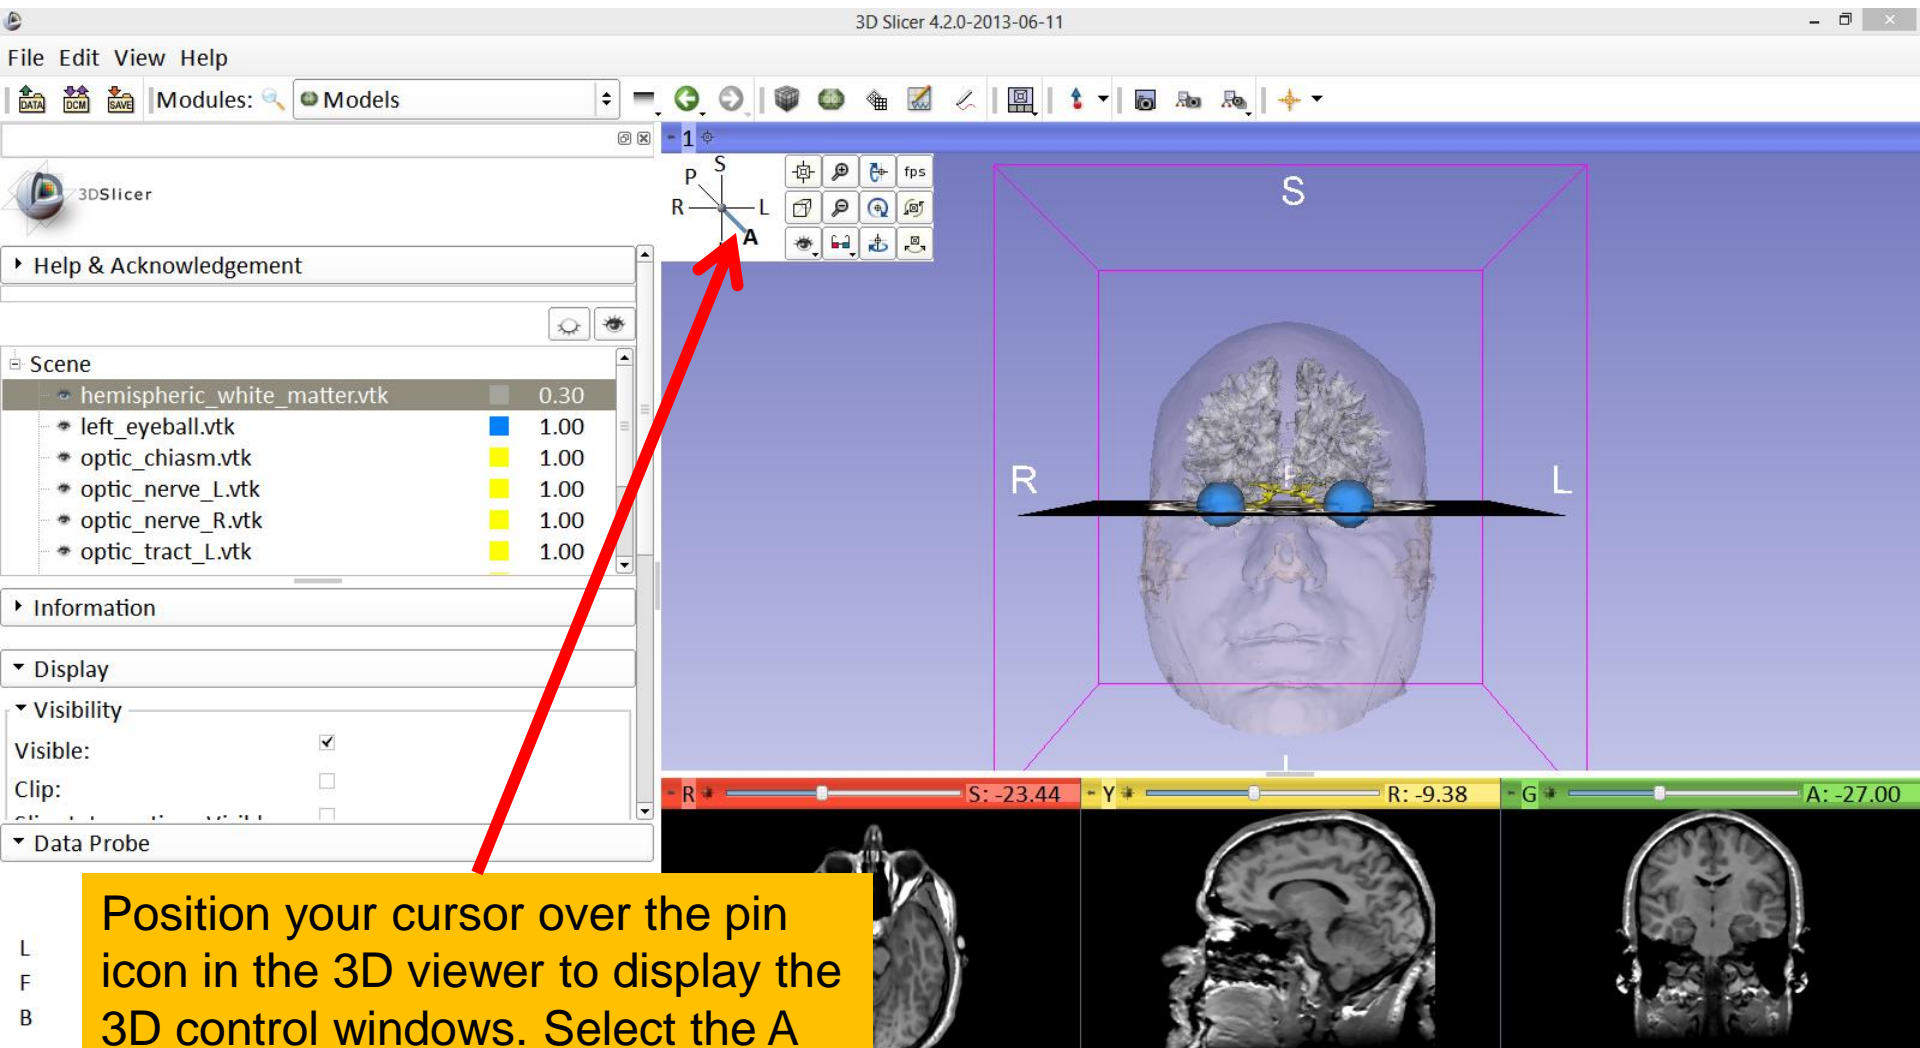 3D Slicer 4.2.0-2013-06-11
File Edit View Help
DATA DCM SAVE Modules: Models
1
3DSlicer
S
P
R L
A
fps
Help & Acknowledgement
Scene
hemispheric_white_matter.vtk 0.30
left_eyeball.vtk 1.00
optic_chiasm.vtk 1.00
optic_nerve_L.vtk 1.00
optic_nerve_R.vtk 1.00
optic_tract_L.vtk 1.00
Information
Display
Visibility
Visible:
Clip:
Data Probe
L
F
B
S
R L
R S: -23.44
Y R: -9.38
G A: -27.00
Position your cursor over the pin
icon in the 3D viewer to display the
3D control windows. Select the A